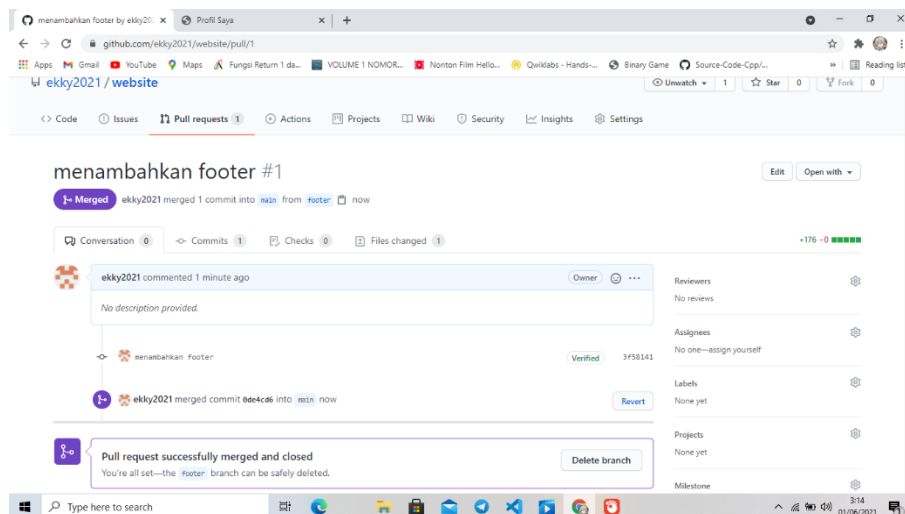 menambahkan footer by ekky20 Profil Saya
github.com/ekky2021/website/pull/1
Apps Gmail YouTube Maps Fungsi Return 1 da... VOLUME 1 NOMOR... Nonton Film Hello... Qwiklabs - Hands-... Binary Game Source-Code-Cpp/... » Reading list
ekky2021 / website Unwatch 1 Star 0 Fork 0
Code Issues Pull requests 1 Actions Projects Wiki Security Insights Settings
menambahkan footer #1 Edit Open with
Merged ekky2021 merged 1 commit into main from footer now
Conversation 0 Commits 1 Checks 0 Files changed 1 +176 −0
ekky2021 commented 1 minute ago Owner ...
No description provided.
Reviewers
No reviews
Assignees
No one—assign yourself
menambahkan footer Verified 3f58141
Labels
None yet
ekky2021 merged commit 0de4cd6 into main now Revert
Projects
None yet
Pull request successfully merged and closed
You're all set—the footer branch can be safely deleted.
Delete branch
Milestone
Type here to search 3:14
01/06/2021